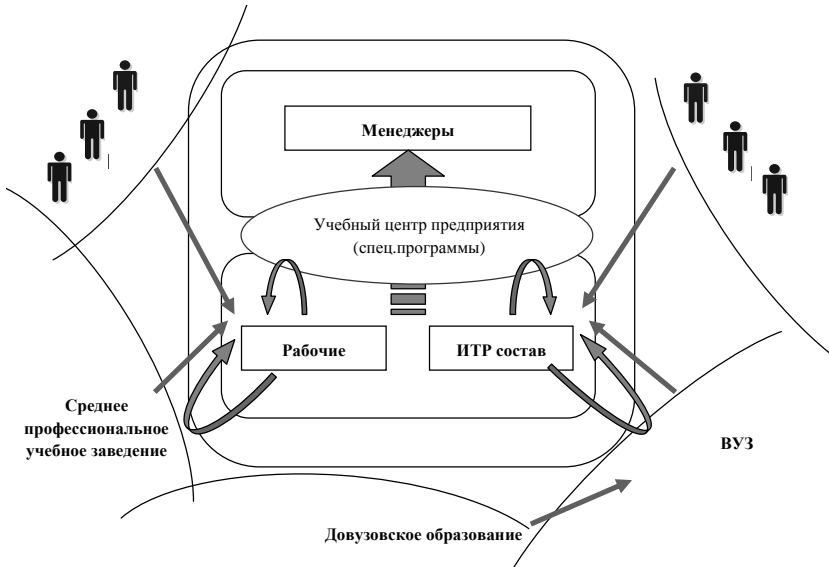 Менеджеры
Учебный центр предприятия
(спец.программы)
Рабочие
ИТР состав
Среднее
профессиональное
учебное заведение
ВУЗ
Довузовское образование